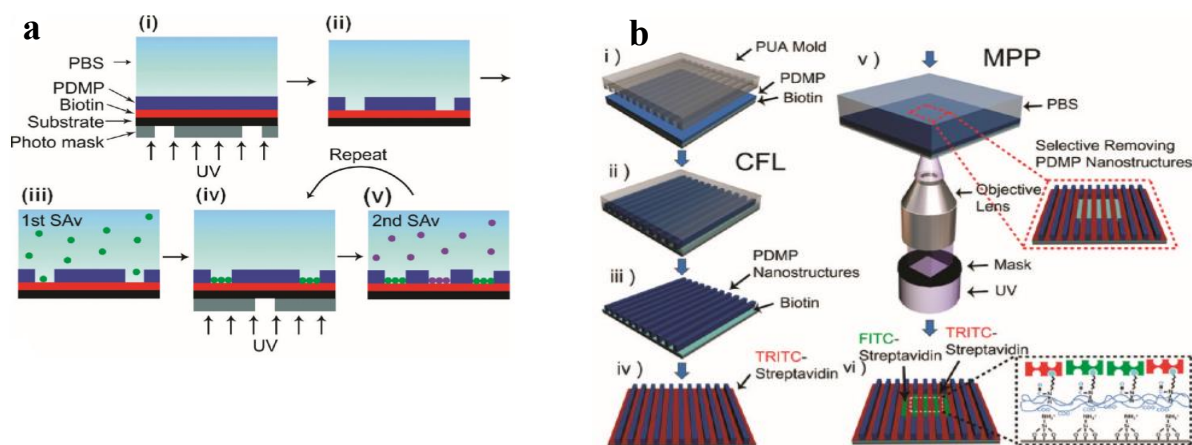 a
(i)
(ii)
PBS
PDMP
Biotin
Substrate
Photo mask
UV
Repeat
(iii)
(iv)
(v)
1st SAv
2nd SAv
UV
b
i )
PUA Mold
PDMP
Biotin
CFL
ii )
iii )
PDMP
Nanostructures
Biotin
iv )
TRITC-
Streptavidin
v )
MPP
PBS
Selective Removing
PDMP Nanostructures
Objective
Lens
Mask
UV
FITC-
Streptavidin
TRITC-
Streptavidin
vi )